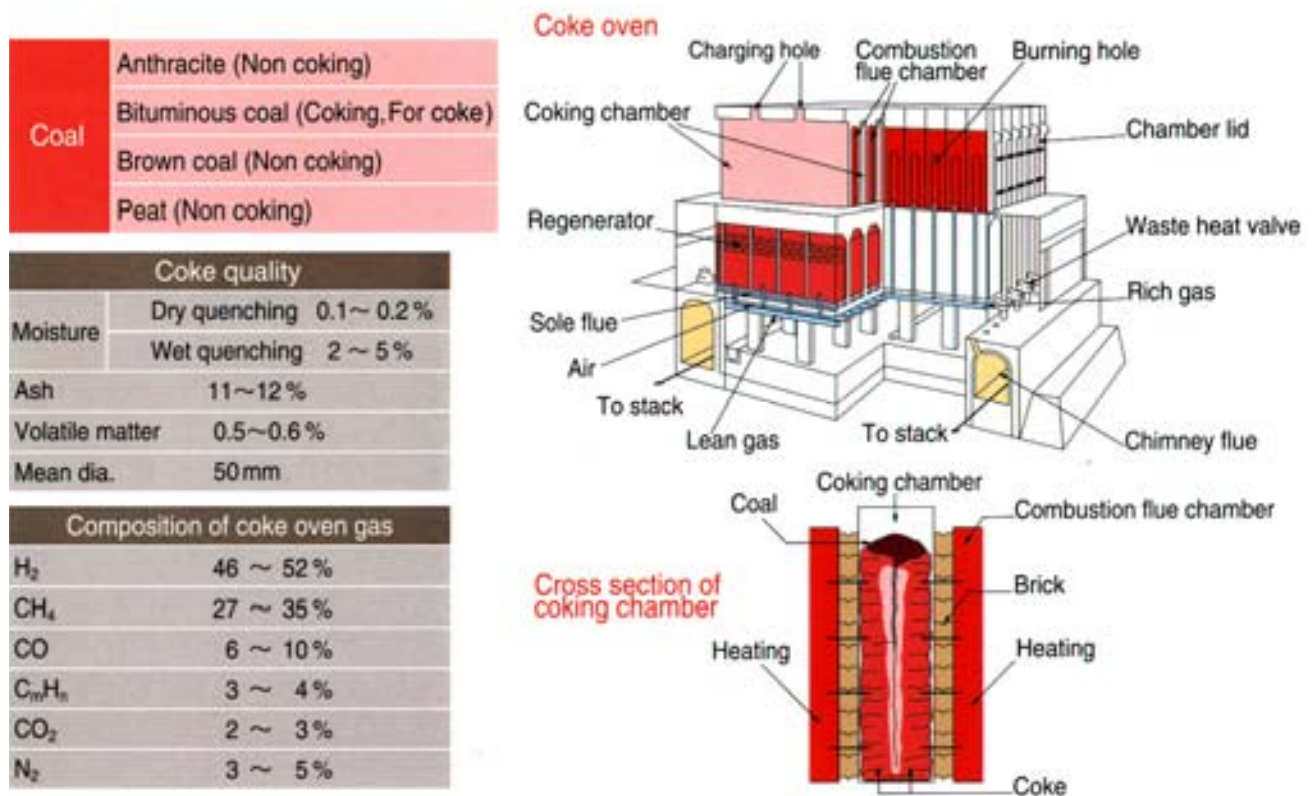 Coal
Anthracite (Non coking)
Bituminous coal (Coking,For coke)
Brown coal (Non coking)
Peat (Non coking)
Coke quality
Moisture
Dry quenching 0.1~ 0.2 %
Wet quenching 2 ~ 5 %
Ash 11~12 %
Volatile matter 0.5~0.6 %
Mean dia. 50 mm
Composition of coke oven gas
H₂ 46 ~ 52 %
CH₄ 27 ~ 35 %
CO 6 ~ 10 %
CₘHₙ 3 ~ 4 %
CO₂ 2 ~ 3 %
N₂ 3 ~ 5 %
Coke oven
Charging hole
Combustion
flue chamber
Burning hole
Coking chamber
Chamber lid
Regenerator
Waste heat valve
Rich gas
Sole flue
Air
To stack
Lean gas
To stack
Chimney flue
Coking chamber
Coal
Combustion flue chamber
Cross section of
coking chamber
Brick
Heating
Heating
Coke